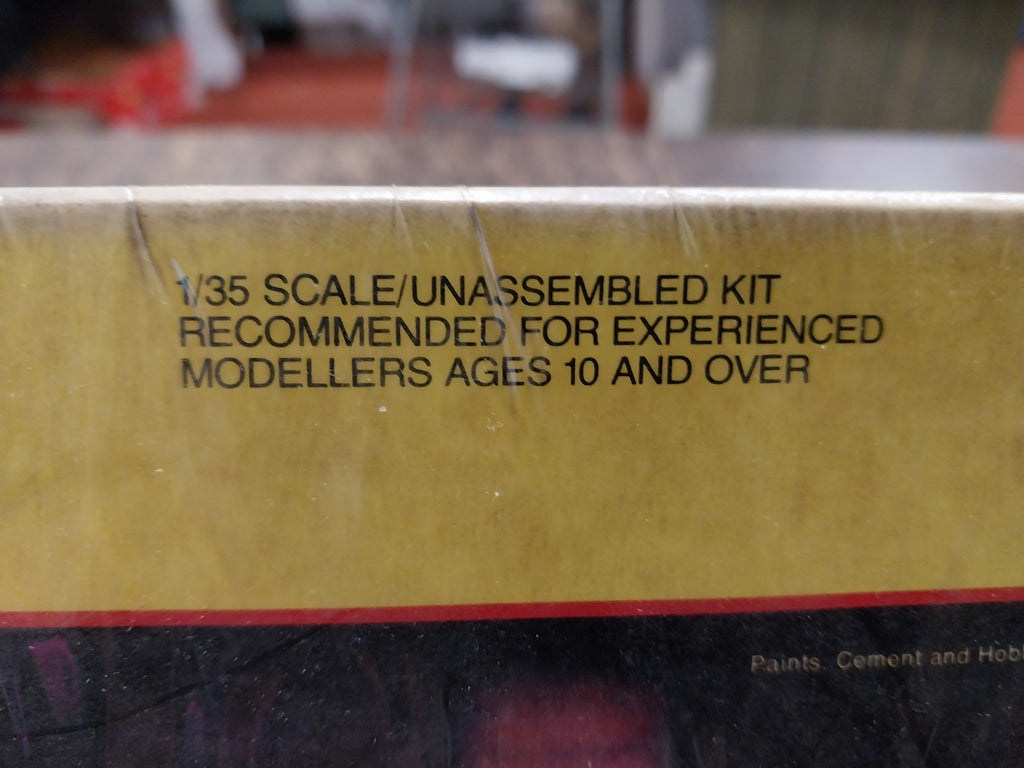 1/35 SCALE/UNASSEMBLED KIT
RECOMMENDED FOR EXPERIENCED
MODELLERS AGES 10 AND OVER
Paints. Cement and